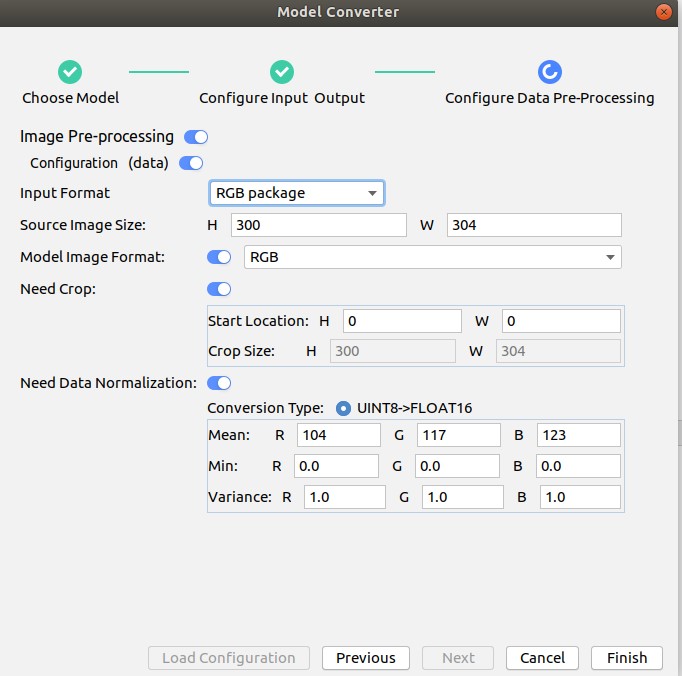 Model Converter
Choose Model
Configure Input Output
Configure Data Pre-Processing
Image Pre-processing
Configuration (data)
Input Format RGB package
Source Image Size: H 300 W 304
Model Image Format: RGB
Need Crop:
Start Location: H 0 W 0
Crop Size: H 300 W 304
Need Data Normalization:
Conversion Type: UINT8->FLOAT16
Mean: R 104 G 117 B 123
Min: R 0.0 G 0.0 B 0.0
Variance: R 1.0 G 1.0 B 1.0
Load Configuration Previous Next Cancel Finish